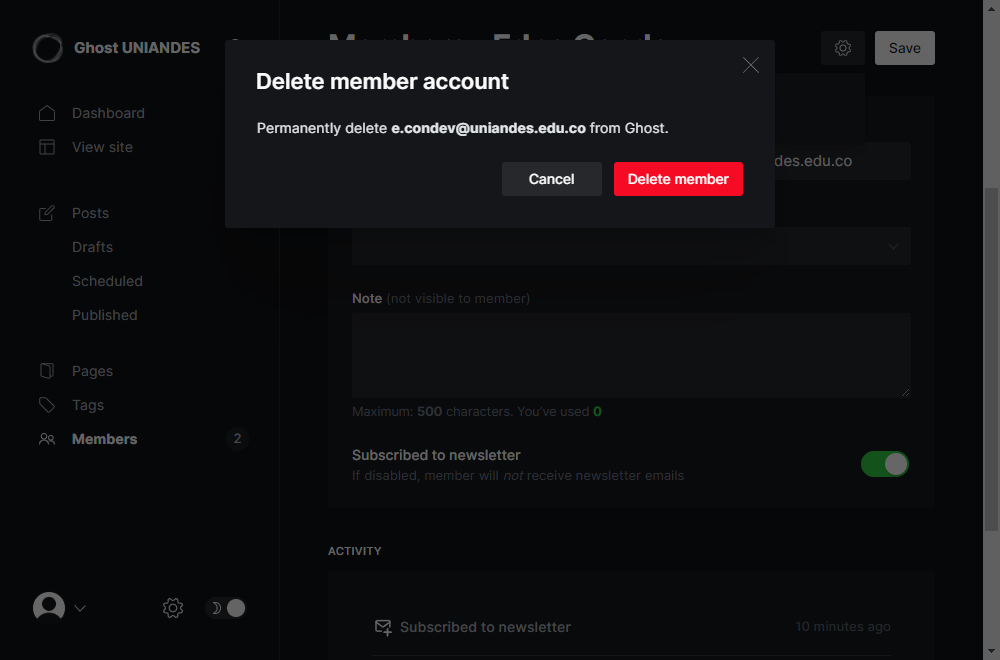 Ghost UNIANDES
Save
Delete member account
Permanently delete e.condev@uniandes.edu.co from Ghost.
Cancel
Delete member
des.edu.co
Dashboard
View site
Posts
Drafts
Scheduled
Published
Pages
Tags
Members 2
Note (not visible to member)
Maximum: 500 characters. You've used 0
Subscribed to newsletter
If disabled, member will not receive newsletter emails
ACTIVITY
Subscribed to newsletter 10 minutes ago